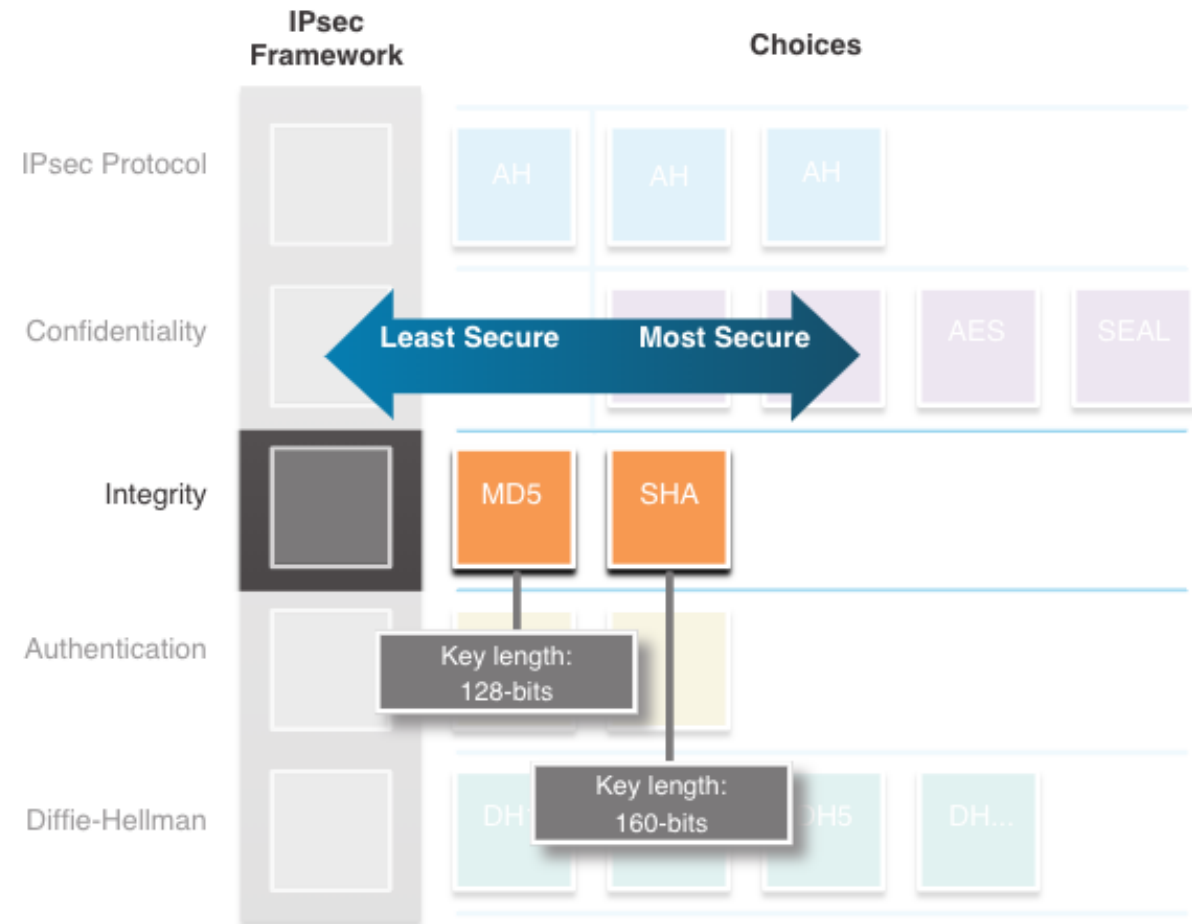 IPsec
Framework
Choices
IPsec Protocol
AH
AH
AH
Confidentiality
Least Secure
Most Secure
AES
SEAL
Integrity
MD5
SHA
Authentication
Key length:
128-bits
Key length:
160-bits
Diffie-Hellman
DH5
DH...